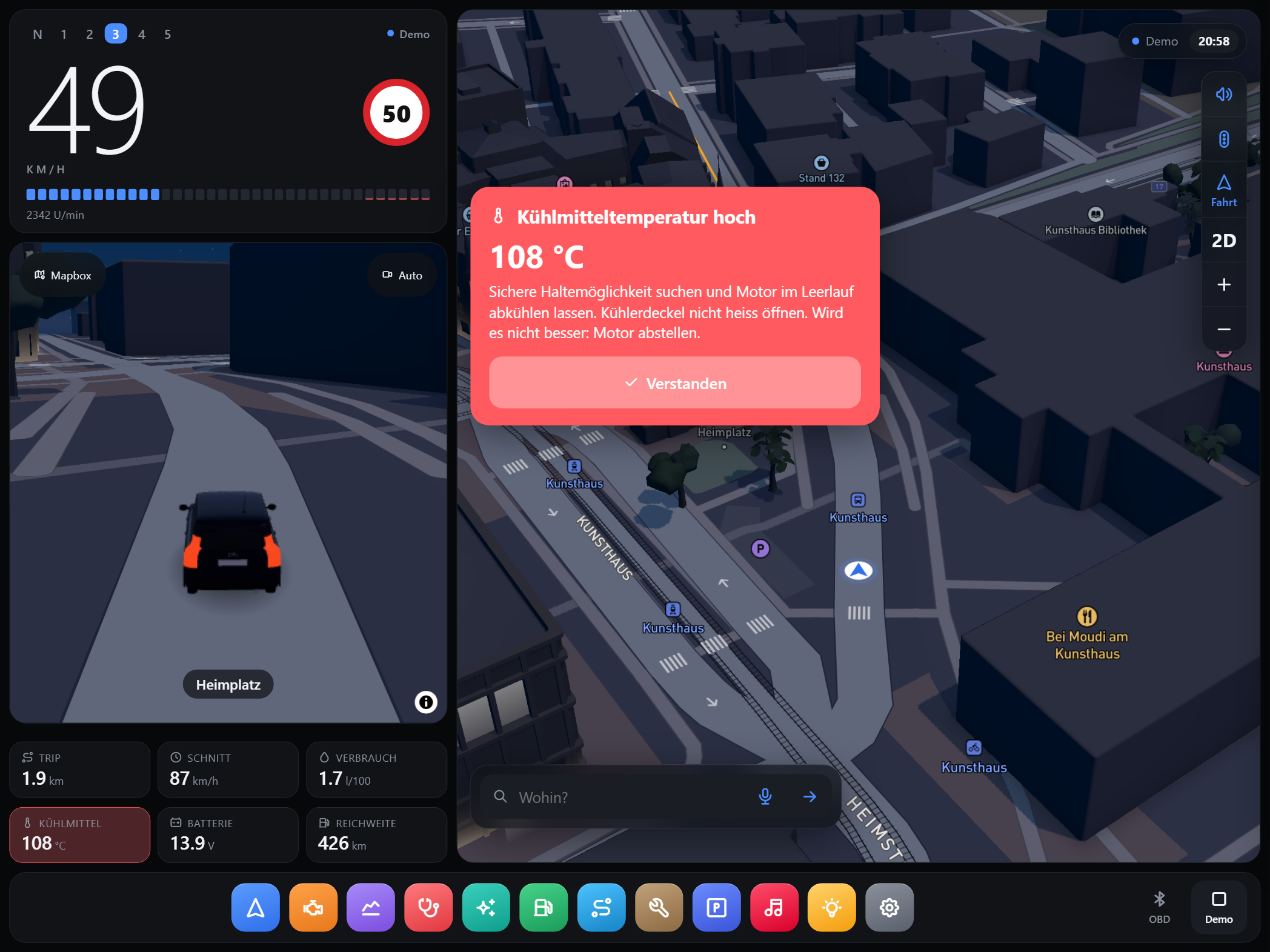 N 1 2 3 4 5
Demo
49
50
KM/H
2342 U/min
Mapbox
Auto
Heimplatz
TRIP
1.9 km
SCHNITT
87 km/h
VERBRAUCH
1.7 l/100
KÜHLMITTEL
108 °C
BATTERIE
13.9 V
REICHWEITE
426 km
Demo
20:58
Fahrt
2D
Stand 132
17
Kunsthaus Bibliothek
Kunsthaus
Kühlmitteltemperatur hoch
108 °C
Sichere Haltemöglichkeit suchen und Motor im Leerlauf
abkühlen lassen. Kühlerdeckel nicht heiss öffnen. Wird
es nicht besser: Motor abstellen.
Verstanden
Heimplatz
Kunsthaus
Kunsthaus
KUNSTHAUS
P
Kunsthaus
Bei Moudi am
Kunsthaus
Kunsthaus
Wohin?
HEIMST
P
OBD
Demo